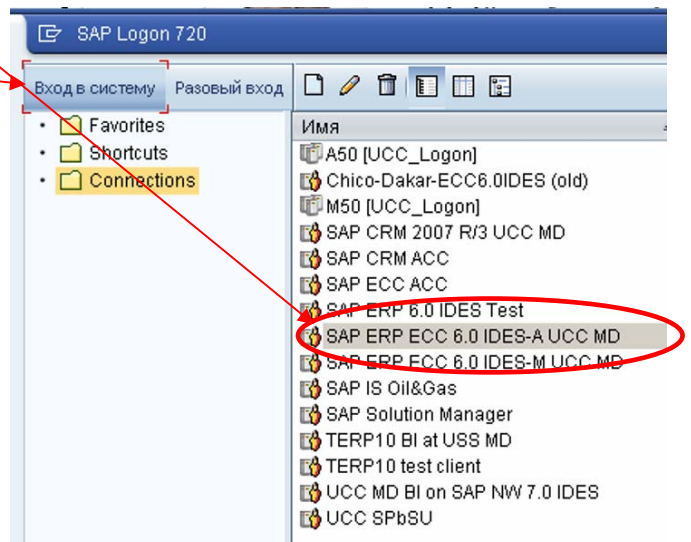 SAP Logon 720
Вход в систему Разовый вход
Favorites
Shortcuts
Connections
Имя
A50 [UCC_Logon]
Chico-Dakar-ECC6.0IDES (old)
M50 [UCC_Logon]
SAP CRM 2007 R/3 UCC MD
SAP CRM ACC
SAP ECC ACC
SAP ERP 6.0 IDES Test
SAP ERP ECC 6.0 IDES-A UCC MD
SAP ERP ECC 6.0 IDES-M UCC MD
SAP IS Oil&Gas
SAP Solution Manager
TERP10 BI at USS MD
TERP10 test client
UCC MD BI on SAP NW 7.0 IDES
UCC SPbSU